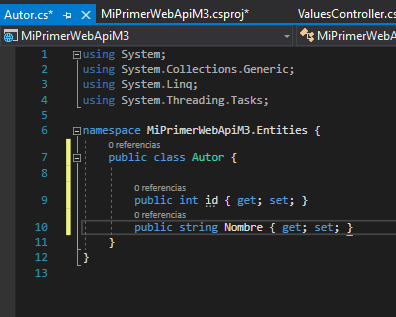 Autor.cs* MiPrimerWebApiM3.csproj* ValuesController.cs
MiPrimerWebApiM3 MiPrimerWebA
1 using System;
2 using System.Collections.Generic;
3 using System.Linq;
4 using System.Threading.Tasks;
5
6 namespace MiPrimerWebApiM3.Entities {
0 referencias
7 public class Autor {
8
0 referencias
9 public int id { get; set; }
0 referencias
10 public string Nombre { get; set; }
11 }
12 }
13